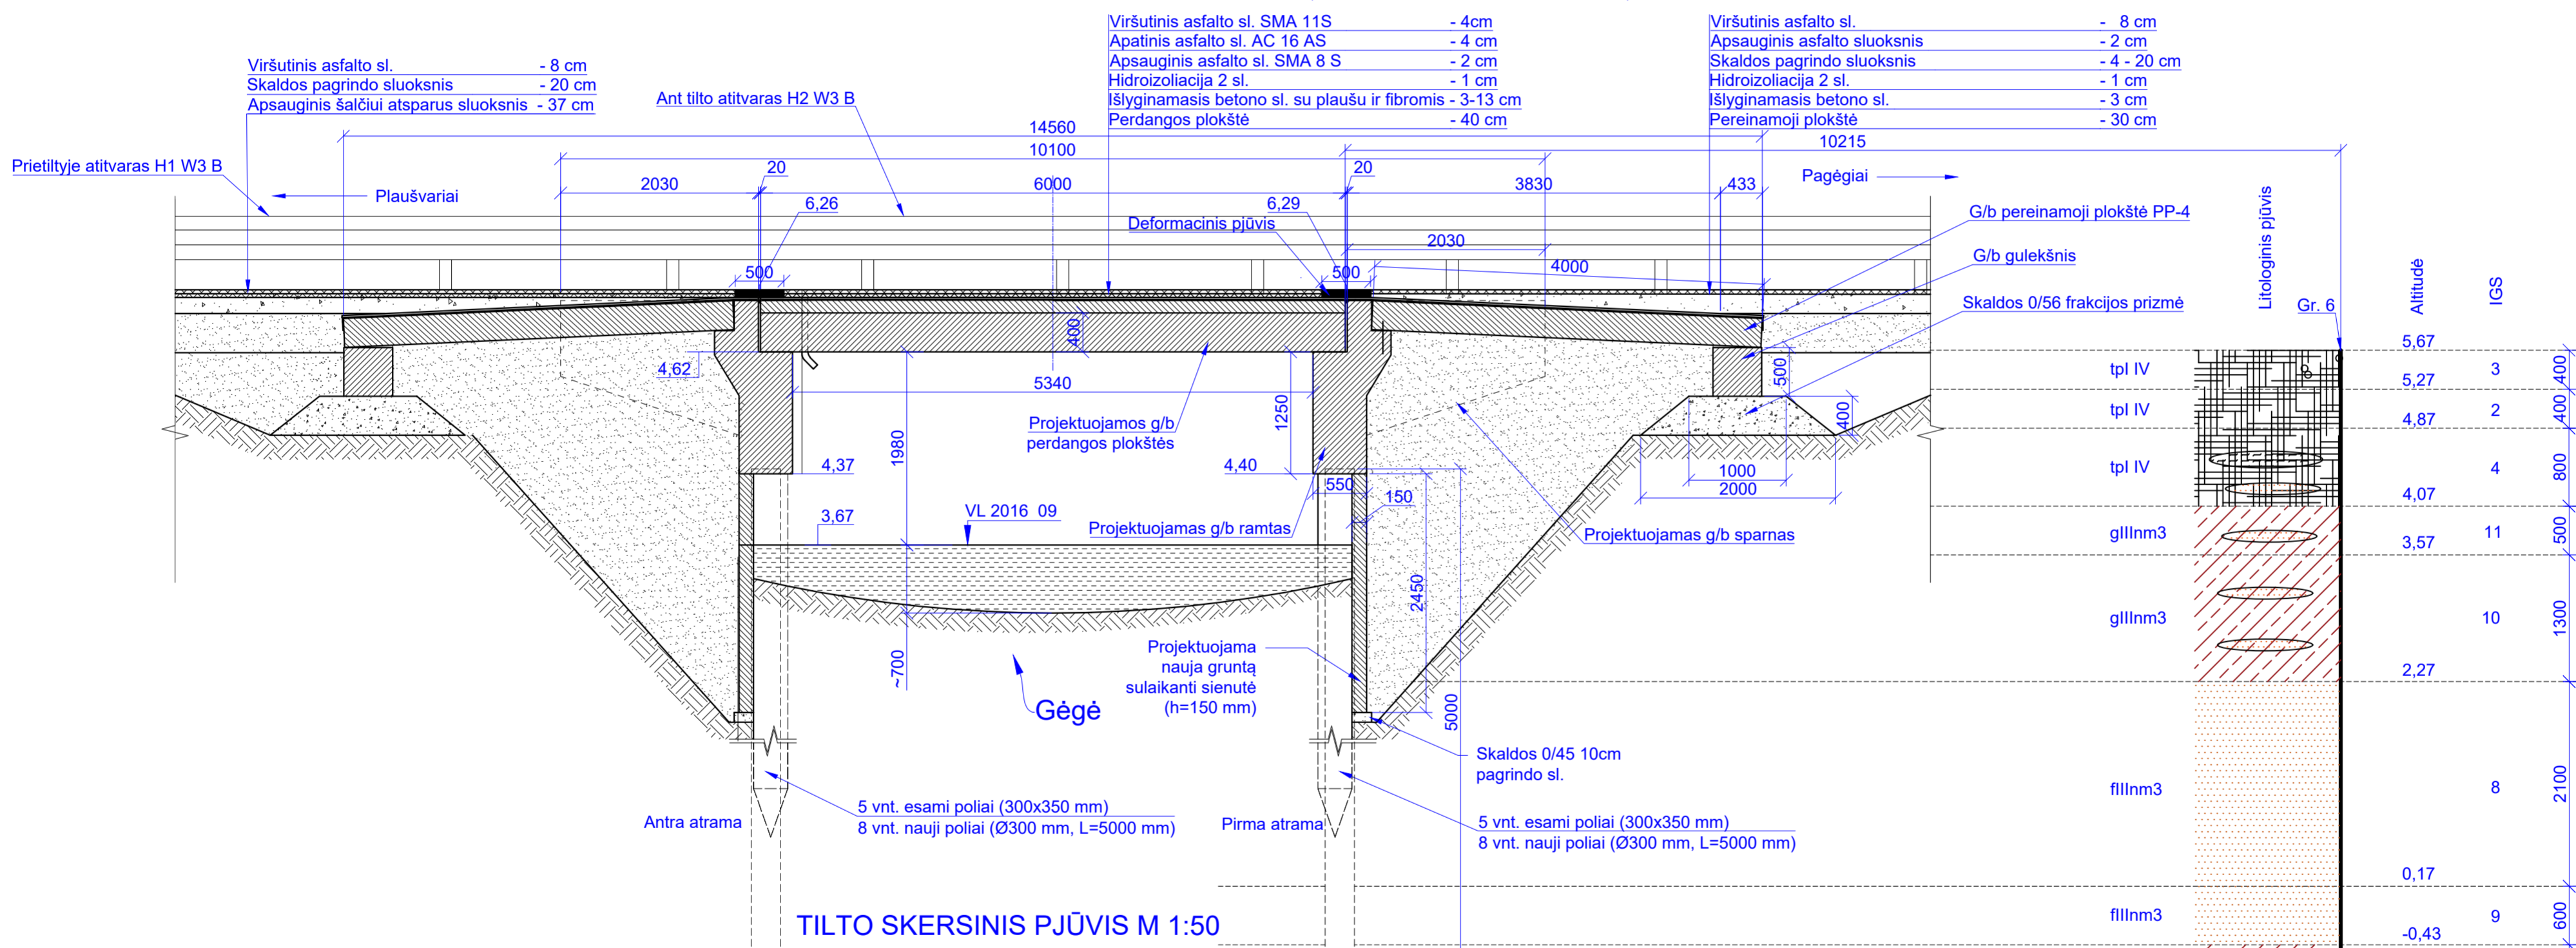 Viršutinis asfalto sl. - 8 cm
Skaldos pagrindo sluoksnis - 20 cm
Apsauginis šalčiui atsparus sluoksnis - 37 cm
Ant tilto atitvaras H2 W3 B
Prietiltyje atitvaras H1 W3 B
Plaušvariai
Viršutinis asfalto sl. SMA 11S - 4cm
Apatinis asfalto sl. AC 16 AS - 4 cm
Apsauginis asfalto sl. SMA 8 S - 2 cm
Hidroizoliacija 2 sl. - 1 cm
Išlyginamasis betono sl. su plaušu ir fibromis - 3-13 cm
Perdangos plokštė - 40 cm
Viršutinis asfalto sl. - 8 cm
Apsauginis asfalto sluoksnis - 2 cm
Skaldos pagrindo sluoksnis - 4 - 20 cm
Hidroizoliacija 2 sl. - 1 cm
Išlyginamasis betono sl. - 3 cm
Pereinamoji plokštė - 30 cm
14560
10215
10100
20
20
2030
6000
3830
433
Pagėgiai
6,26
6,29
Deformacinis pjūvis
2030
500
500
4000
G/b pereinamoji plokštė PP-4
G/b gulekšnis
Skaldos 0/56 frakcijos prizmė
400
4,62
5340
1250
500
400
Projektuojamos g/b
perdangos plokštės
1980
4,37
4,40
550
150
1000
2000
3,67
VL 2016 09
Projektuojamas g/b ramtas
Projektuojamas g/b sparnas
2450
5000
~700
Gėgė
Projektuojama
nauja gruntą
sulaikanti sienutė
(h=150 mm)
Skaldos 0/45 10cm
pagrindo sl.
Antra atrama
5 vnt. esami poliai (300x350 mm)
8 vnt. nauji poliai (Ø300 mm, L=5000 mm)
Pirma atrama
5 vnt. esami poliai (300x350 mm)
8 vnt. nauji poliai (Ø300 mm, L=5000 mm)
TILTO SKERSINIS PJŪVIS M 1:50
Litologinis pjūvis
Gr. 6
Altitudė
IGS
5,67
tpl IV
3
400
5,27
tpl IV
2
400
4,87
tpl IV
4
800
4,07
gIIInm3
11
500
3,57
gIIInm3
10
1300
2,27
fIIInm3
8
2100
0,17
fIIInm3
9
600
-0,43